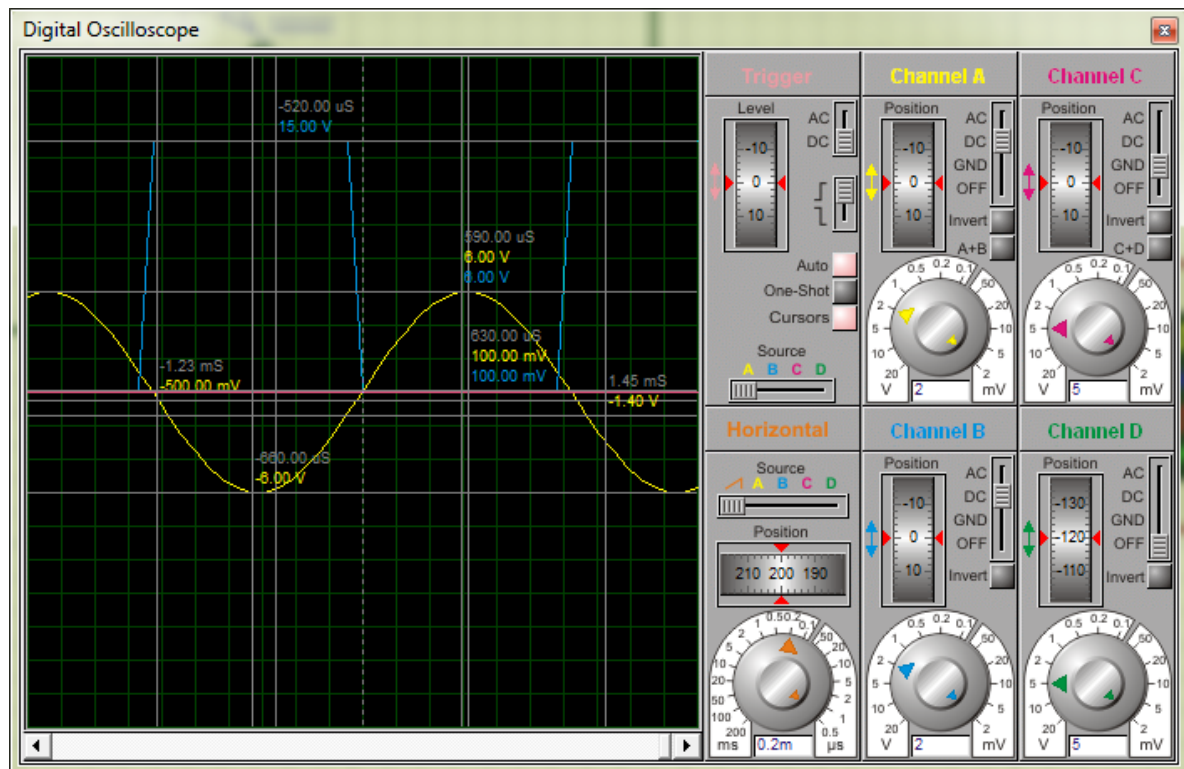 Digital Oscilloscope
-520.00 uS
15.00 V
590.00 uS
6.00 V
6.00 V
630.00 uS
100.00 mV
100.00 mV
-1.23 mS
-500.00 mV
1.45 mS
-1.40 V
-660.00 uS
-6.00 V
Trigger
Level
AC
DC
-10
0
10
Auto
One-Shot
Cursors
Source
A B C D
Channel A
Position
AC
DC
GND
OFF
-10
0
10
Invert
A+B
20 10 5 2 1 0.5 0.2 0.1 50 20 10 5 2
V 2 mV
Channel C
Position
AC
DC
GND
OFF
-10
0
10
Invert
C+D
20 10 5 2 1 0.5 0.2 0.1 50 20 10 5 2
V 5 mV
Horizontal
Source
A B C D
Position
210 200 190
200 100 50 20 10 5 2 1 0.5 0.2 0.1 50 20 10 5 2 1 0.5
ms 0.2m µs
Channel B
Position
AC
DC
GND
OFF
-10
0
10
Invert
20 10 5 2 1 0.5 0.2 0.1 50 20 10 5 2
V 2 mV
Channel D
Position
AC
DC
GND
OFF
-130
-120
-110
Invert
20 10 5 2 1 0.5 0.2 0.1 50 20 10 5 2
V 5 mV